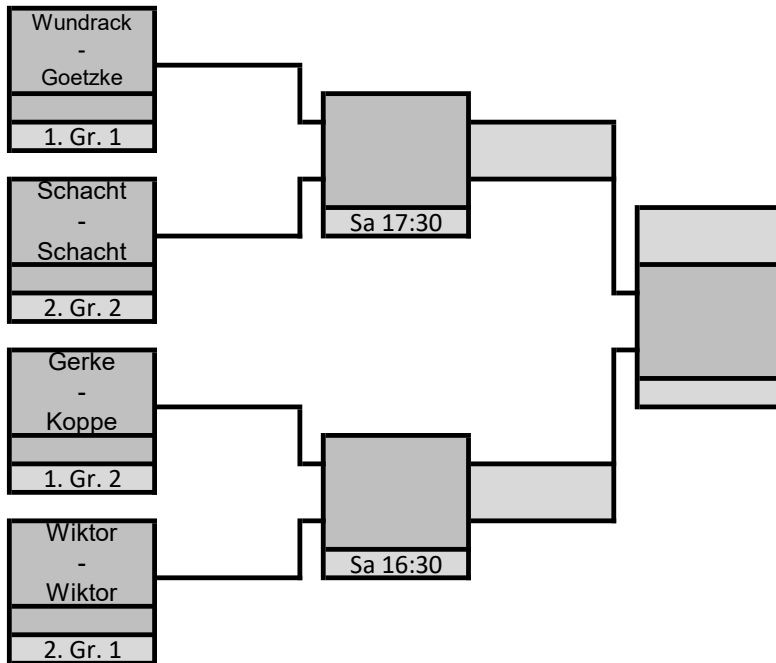 Wundrack
-
Goetzke
1. Gr. 1
Schacht
-
Schacht
2. Gr. 2
Sa 17:30
Gerke
-
Koppe
1. Gr. 2
Wiktor
-
Wiktor
2. Gr. 1
Sa 16:30